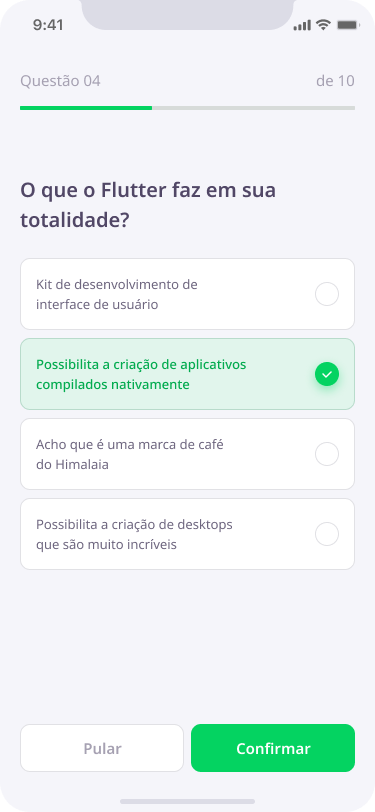 9:41
Questão 04 de 10
O que o Flutter faz em sua
totalidade?
Kit de desenvolvimento de
interface de usuário
Possibilita a criação de aplicativos
compilados nativamente
Acho que é uma marca de café
do Himalaia
Possibilita a criação de desktops
que são muito incríveis
Pular Confirmar